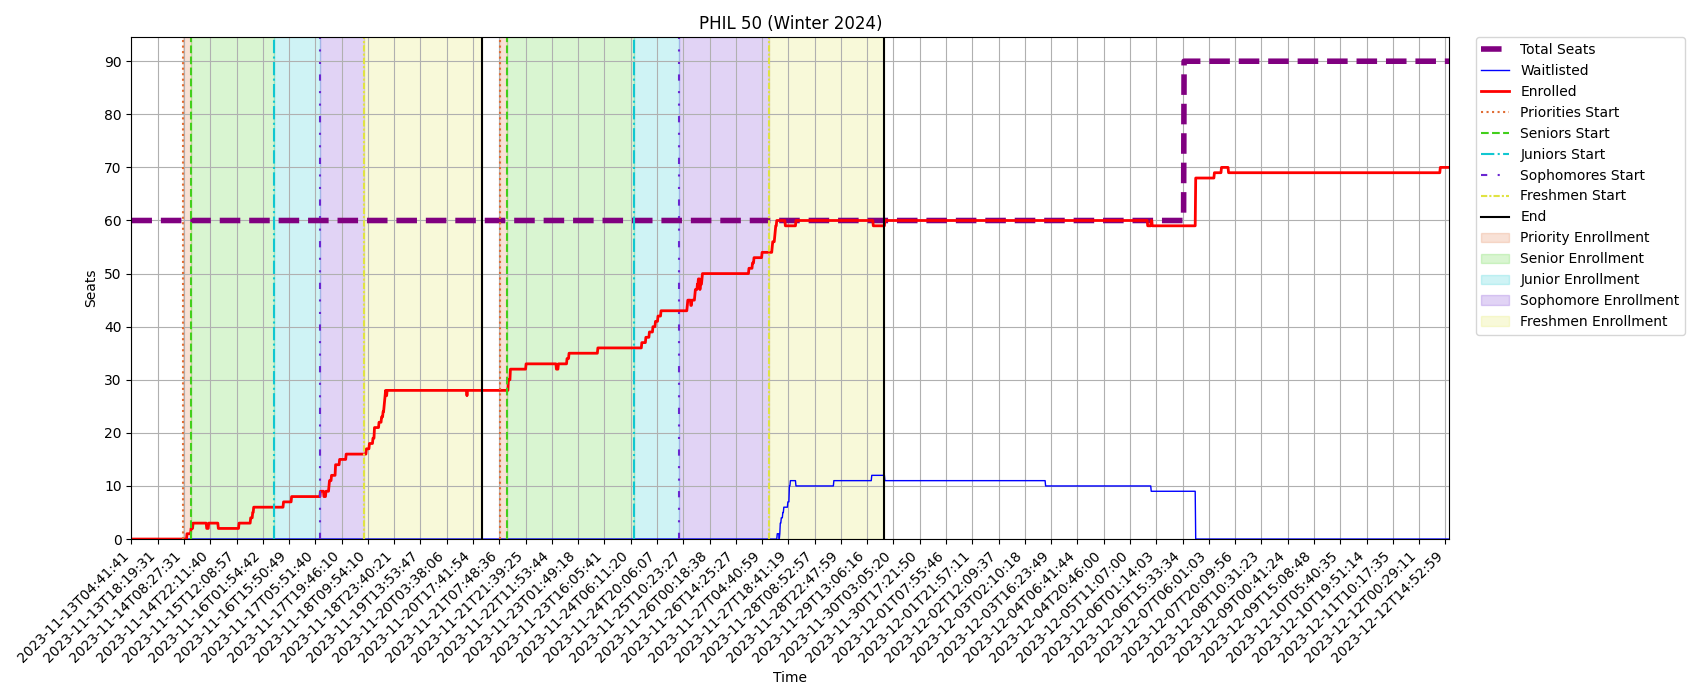 PHIL 50 (Winter 2024)
90
80
70
60
50
40
30
20
10
0
Seats
2023-11-13T04:41:41
2023-11-13T18:19:31
2023-11-14T08:27:31
2023-11-14T22:11:40
2023-11-15T12:08:57
2023-11-16T01:54:42
2023-11-16T15:50:49
2023-11-17T05:51:40
2023-11-17T19:46:10
2023-11-18T09:54:10
2023-11-18T23:40:21
2023-11-19T13:53:47
2023-11-20T03:38:06
2023-11-20T17:41:54
2023-11-21T07:48:36
2023-11-21T21:39:25
2023-11-22T11:53:44
2023-11-23T01:49:18
2023-11-23T16:05:41
2023-11-24T06:11:20
2023-11-24T20:06:07
2023-11-25T10:23:27
2023-11-26T00:18:38
2023-11-26T14:25:27
2023-11-27T04:40:59
2023-11-27T18:41:19
2023-11-28T08:52:57
2023-11-28T22:47:59
2023-11-29T13:06:16
2023-11-30T03:05:20
2023-11-30T17:21:50
2023-12-01T07:55:46
2023-12-01T21:57:11
2023-12-02T12:09:37
2023-12-03T02:10:18
2023-12-03T16:23:49
2023-12-04T06:41:44
2023-12-04T20:46:00
2023-12-05T11:07:00
2023-12-06T01:14:03
2023-12-06T15:33:34
2023-12-07T06:01:03
2023-12-07T20:09:56
2023-12-08T10:31:23
2023-12-09T00:41:24
2023-12-09T15:08:48
2023-12-10T05:40:35
2023-12-10T19:51:14
2023-12-11T10:17:35
2023-12-12T00:29:11
2023-12-12T14:52:59
Time
Total Seats
Waitlisted
Enrolled
Priorities Start
Seniors Start
Juniors Start
Sophomores Start
Freshmen Start
End
Priority Enrollment
Senior Enrollment
Junior Enrollment
Sophomore Enrollment
Freshmen Enrollment